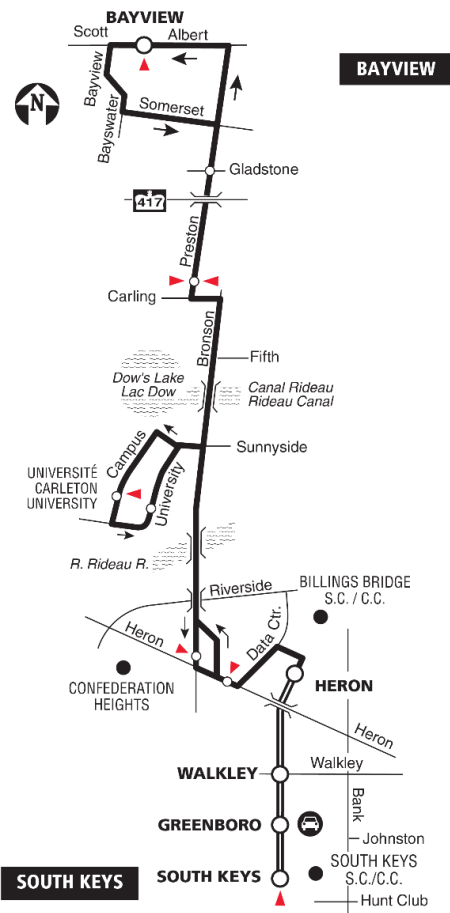 BAYVIEW
Scott
Albert
BAYVIEW
Bayview
N
Somerset
Bayswater
Gladstone
417
Preston
Carling
Bronson
Fifth
Dow's Lake
Lac Dow
Canal Rideau
Rideau Canal
Campus
Sunnyside
UNIVERSITÉ
CARLETON
UNIVERSITY
University
R. Rideau R.
Riverside
BILLINGS BRIDGE
S.C. / C.C.
Heron
Data Ctr.
CONFEDERATION
HEIGHTS
HERON
Heron
WALKLEY
Walkley
Bank
GREENBORO
Johnston
SOUTH KEYS
SOUTH KEYS
SOUTH KEYS
S.C./C.C.
Hunt Club